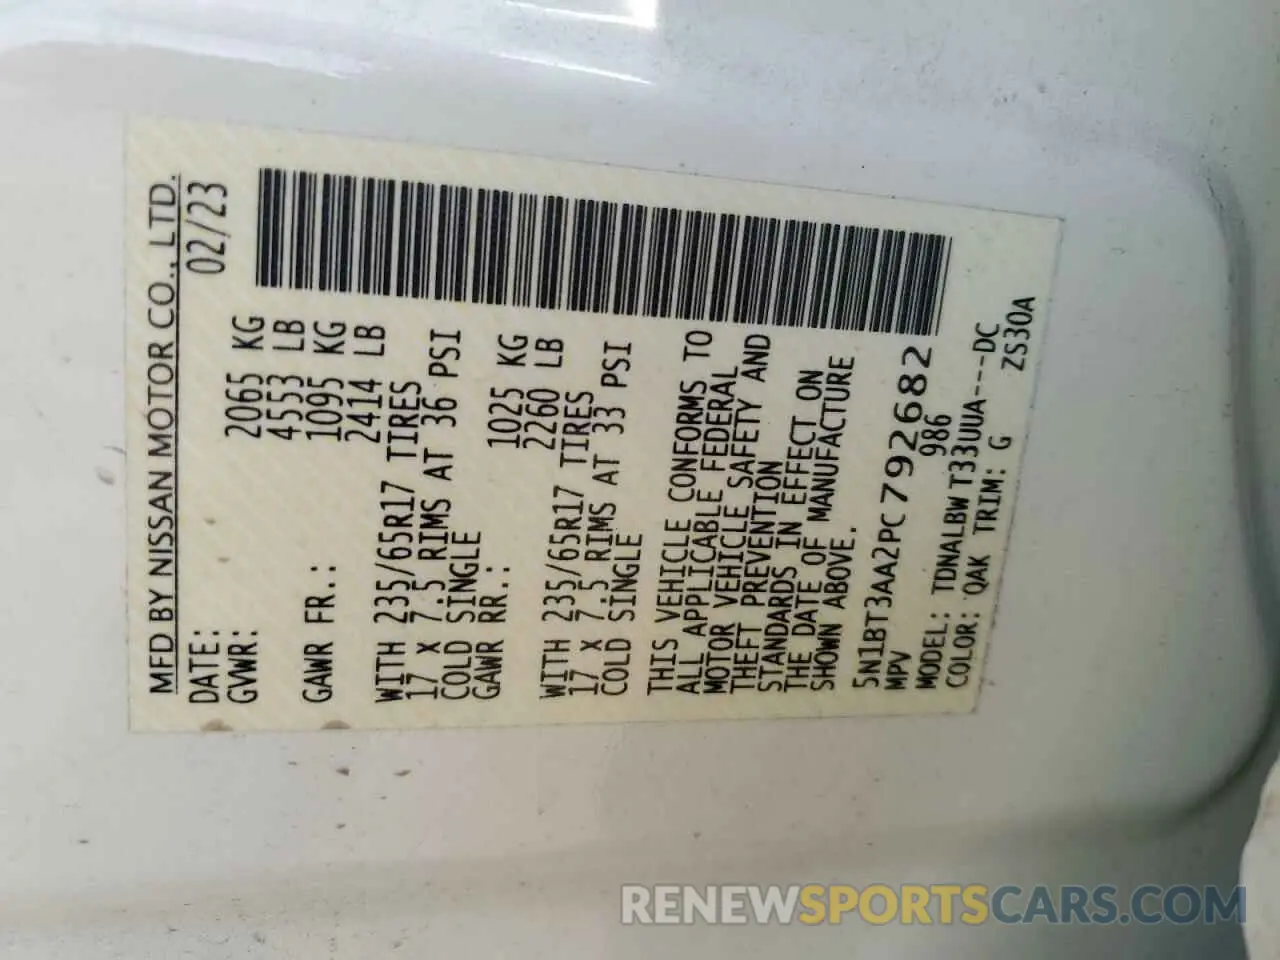 MFD BY NISSAN MOTOR CO., LTD.
DATE: 02/23
GVWR: 2065 KG
4553 LB
GAWR FR.: 1095 KG
2414 LB
WITH 235/65R17 TIRES
17 X 7.5 RIMS AT 36 PSI
COLD SINGLE
GAWR RR.: 1025 KG
2260 LB
WITH 235/65R17 TIRES
17 X 7.5 RIMS AT 33 PSI
COLD SINGLE
THIS VEHICLE CONFORMS TO
ALL APPLICABLE FEDERAL
MOTOR VEHICLE SAFETY AND
THEFT PREVENTION
STANDARDS IN EFFECT ON
THE DATE OF MANUFACTURE
SHOWN ABOVE.
5N1BT3AA2PC792682
MPV 986
MODEL: TDNALBW T33UUA---DC
COLOR: QAK TRIM: G ZS30A
RENEWSPORTSCARS.COM